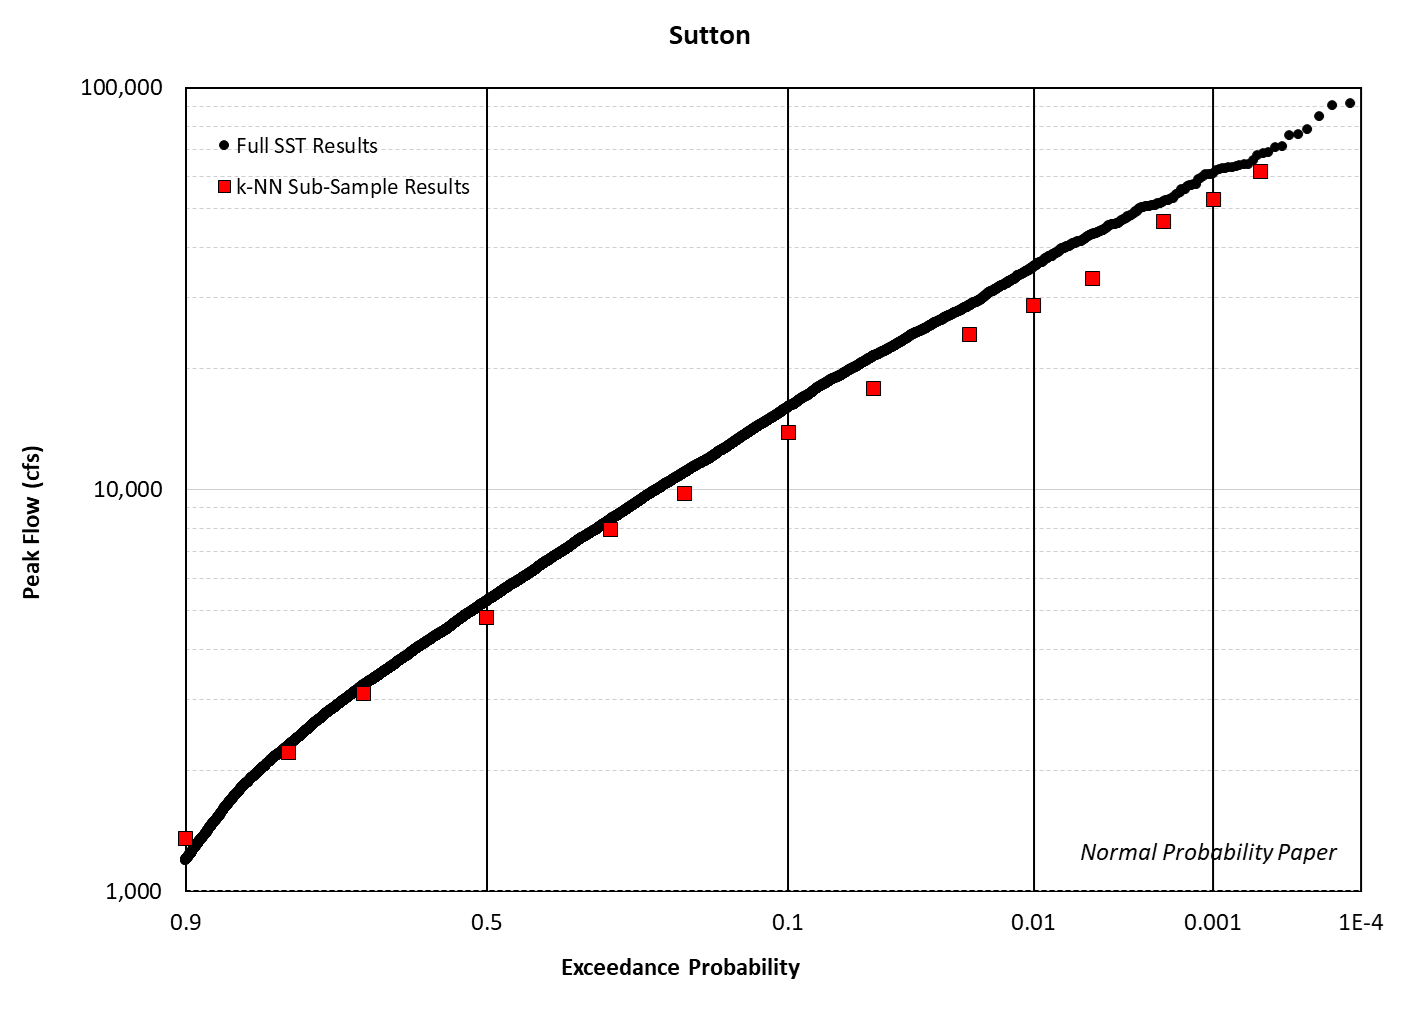 Sutton
100,000
Full SST Results
k-NN Sub-Sample Results
Peak Flow (cfs)
10,000
Normal Probability Paper
1,000
0.9 0.5 0.1 0.01 0.001 1E-4
Exceedance Probability